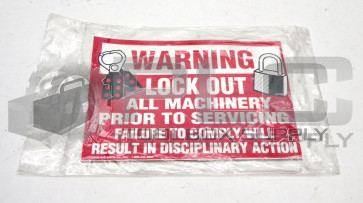 WARNING
LOCK OUT
ALL MACHINERY
PRIOR TO SERVICING
FAILURE TO COMPLY WILL
RESULT IN DISCIPLINARY ACTION